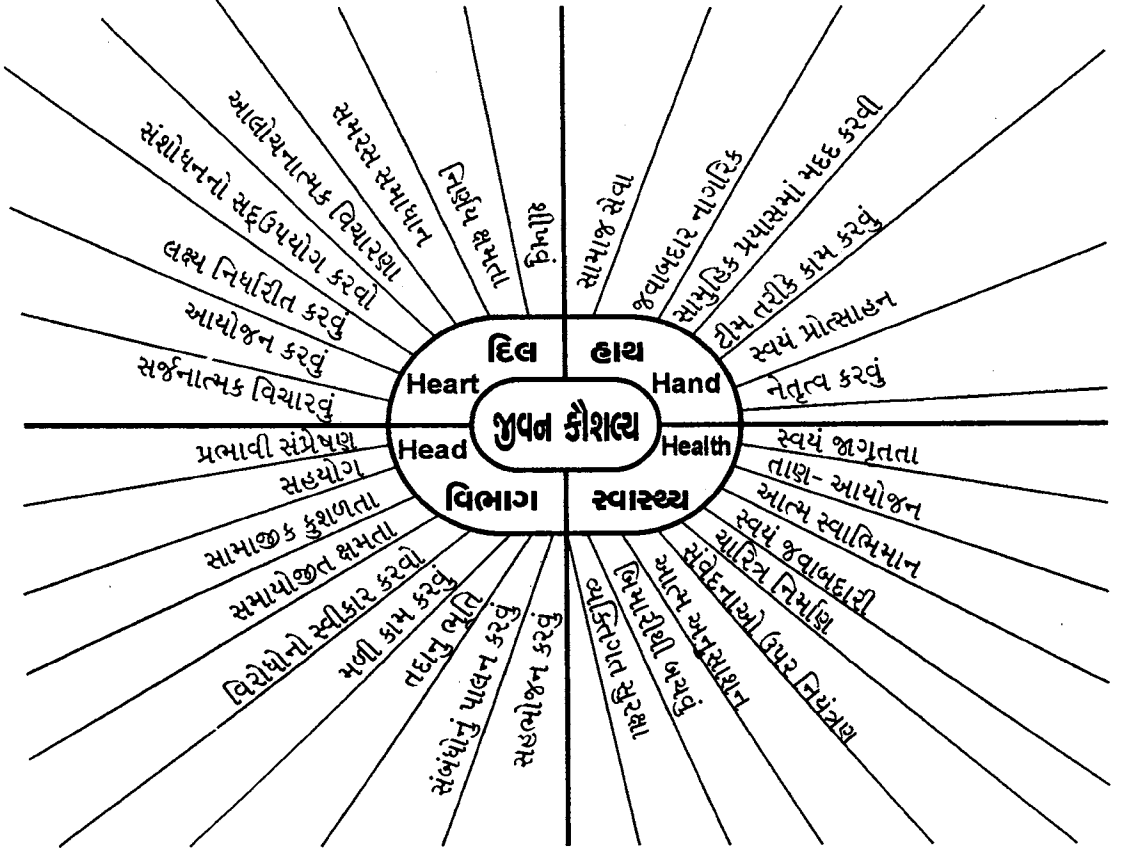 જીવન કૌશલ્ય
દિલ
Heart
હાથ
Hand
Head
વિભાગ
Health
સ્વાસ્થ્ય
સર્જનાત્મક વિચારવું
આયોજન કરવું
લક્ષ્ય નિર્ધારીત કરવું
સંશોધનનો સદ્દઉપયોગ કરવો
આલોચનાત્મક વિચારણા
સમરસ સમાધાન
નિર્ણય ક્ષમતા
શીખવું
સામાજ સેવા
જવાબદાર નાગરિક
સામુહિક પ્રયાસમાં મદદ કરવી
ટીમ તરીકે કામ કરવું
સ્વયં પ્રોત્સાહન
નેતૃત્વ કરવું
સ્વયં જાગૃતતા
તાણ- આયોજન
આત્મ સ્વાભિમાન
સ્વયં જવાબદારી
ચારિત્ર નિર્માણ
સંવેદનાઓ ઉપર નિયંત્રણ
આત્મ અનુસાશન
બિમારીથી બચવું
વ્યક્તિગત સુરક્ષા
સહભોજન કરવું
સંબંધોનું પાલન કરવું
તદાનુ ભૂતિ
મળી કામ કરવું
વિરોધોનો સ્વીકાર કરવો
સમાયોજીત ક્ષમતા
સામાજીક કુશળતા
સહયોગ
પ્રભાવી સંપ્રેષણ